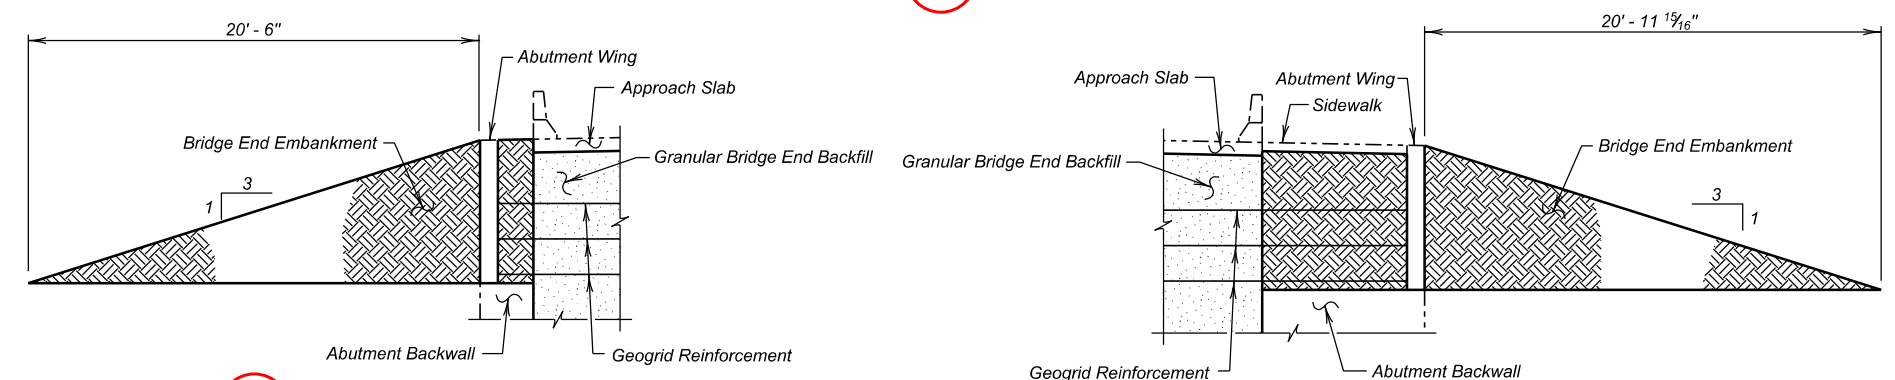 20' - 6"
Abutment Wing
Approach Slab
Bridge End Embankment
Granular Bridge End Backfill
3
1
Abutment Backwall
Geogrid Reinforcement
20' - 11 15/16"
Approach Slab
Abutment Wing
Sidewalk
Bridge End Embankment
Granular Bridge End Backfill
3
1
Geogrid Reinforcement
Abutment Backwall